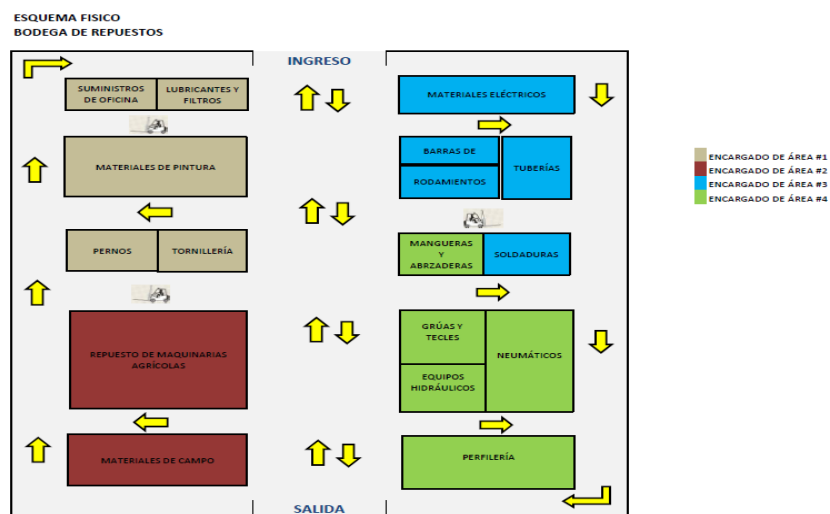 ESQUEMA FISICO
BODEGA DE REPUESTOS
INGRESO
SUMINISTROS
DE OFICINA
LUBRICANTES Y
FILTROS
MATERIALES ELÉCTRICOS
MATERIALES DE PINTURA
BARRAS DE
RODAMIENTOS
TUBERÍAS
ENCARGADO DE ÁREA #1
ENCARGADO DE ÁREA #2
ENCARGADO DE ÁREA #3
ENCARGADO DE ÁREA #4
PERNOS
TORNILLERÍA
MANGUERAS
Y
ABRZADERAS
SOLDADURAS
REPUESTO DE MAQUINARIAS
AGRÍCOLAS
GRÚAS Y
TECLES
EQUIPOS
HIDRÁULICOS
NEUMÁTICOS
MATERIALES DE CAMPO
PERFILERÍA
SALIDA